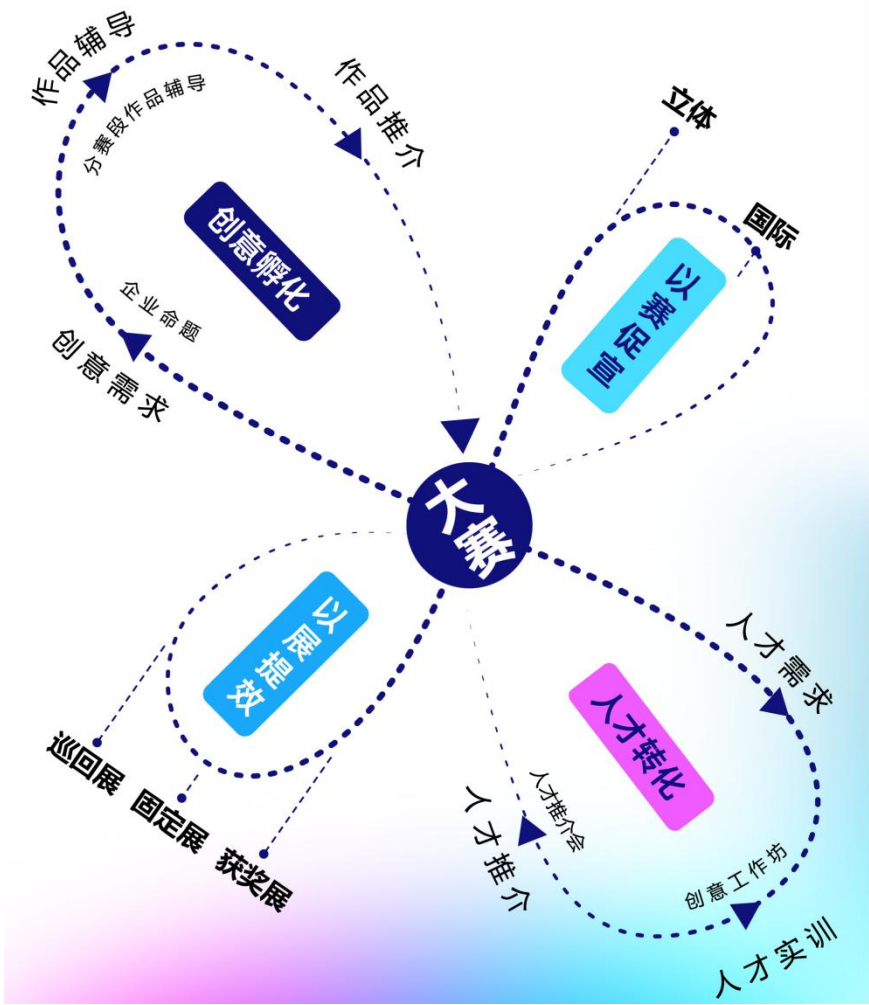 作品辅导
分赛段作品辅导
作品推介
创意孵化
企业命题
创意需求
立体
国际
以赛促宣
大赛
以展提效
巡回展
固定展
获奖展
人才需求
人才转化
创意工作坊
人才实训
人才推介会
人才推介